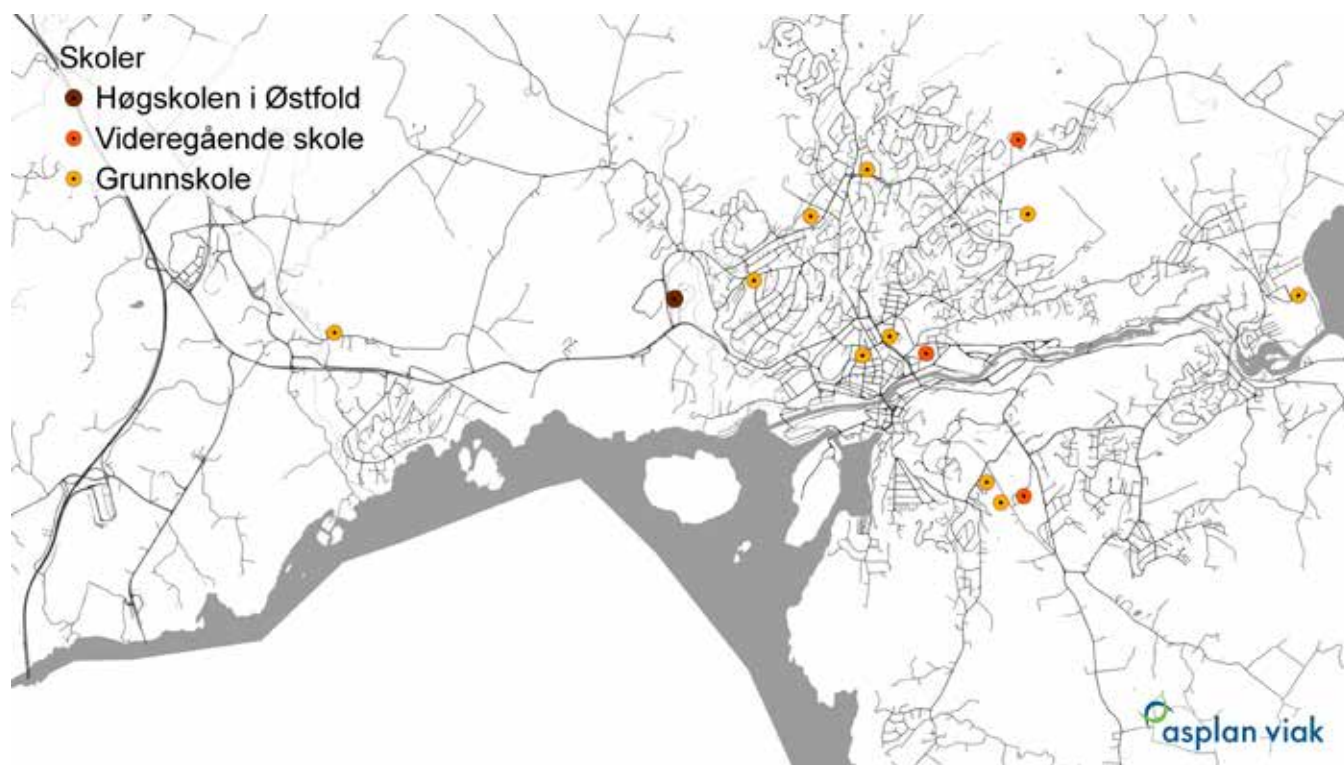 Skoler
Høgskolen i Østfold
Videregående skole
Grunnskole
asplan viak